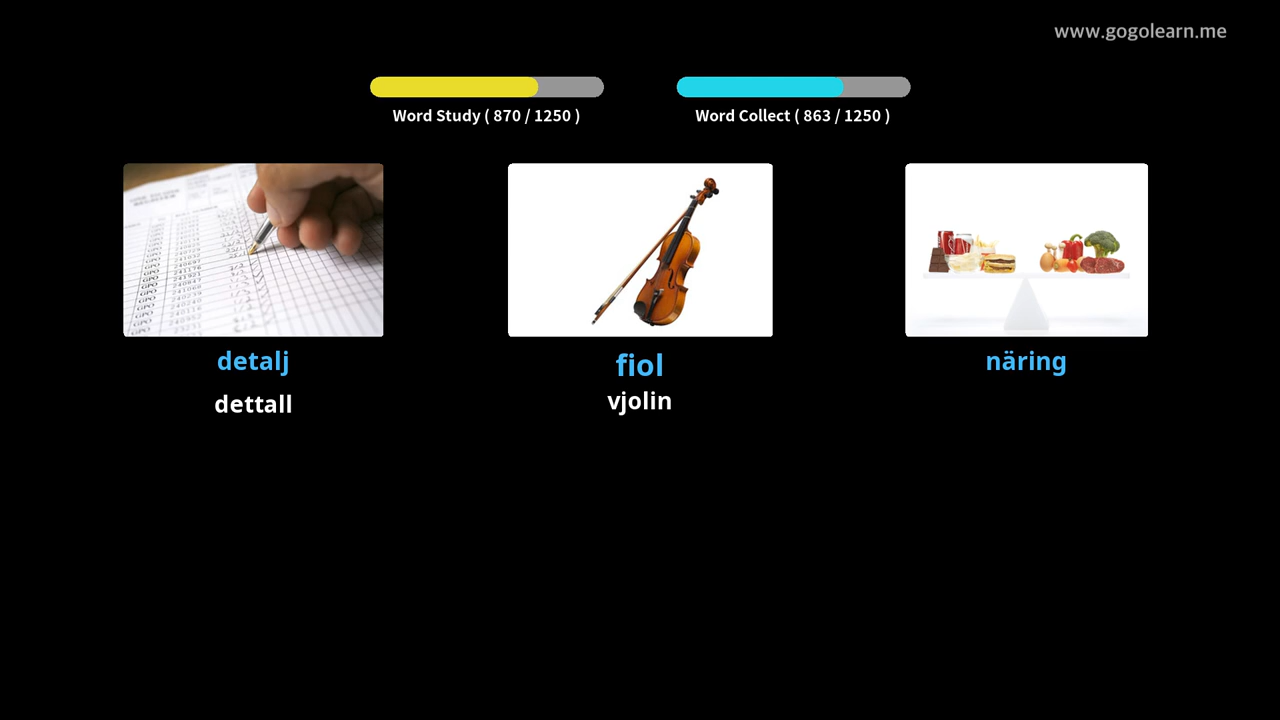 www.gogolearn.me
Word Study ( 870 / 1250 )
Word Collect ( 863 / 1250 )
detalj
dettall
fiol
vjolin
näring